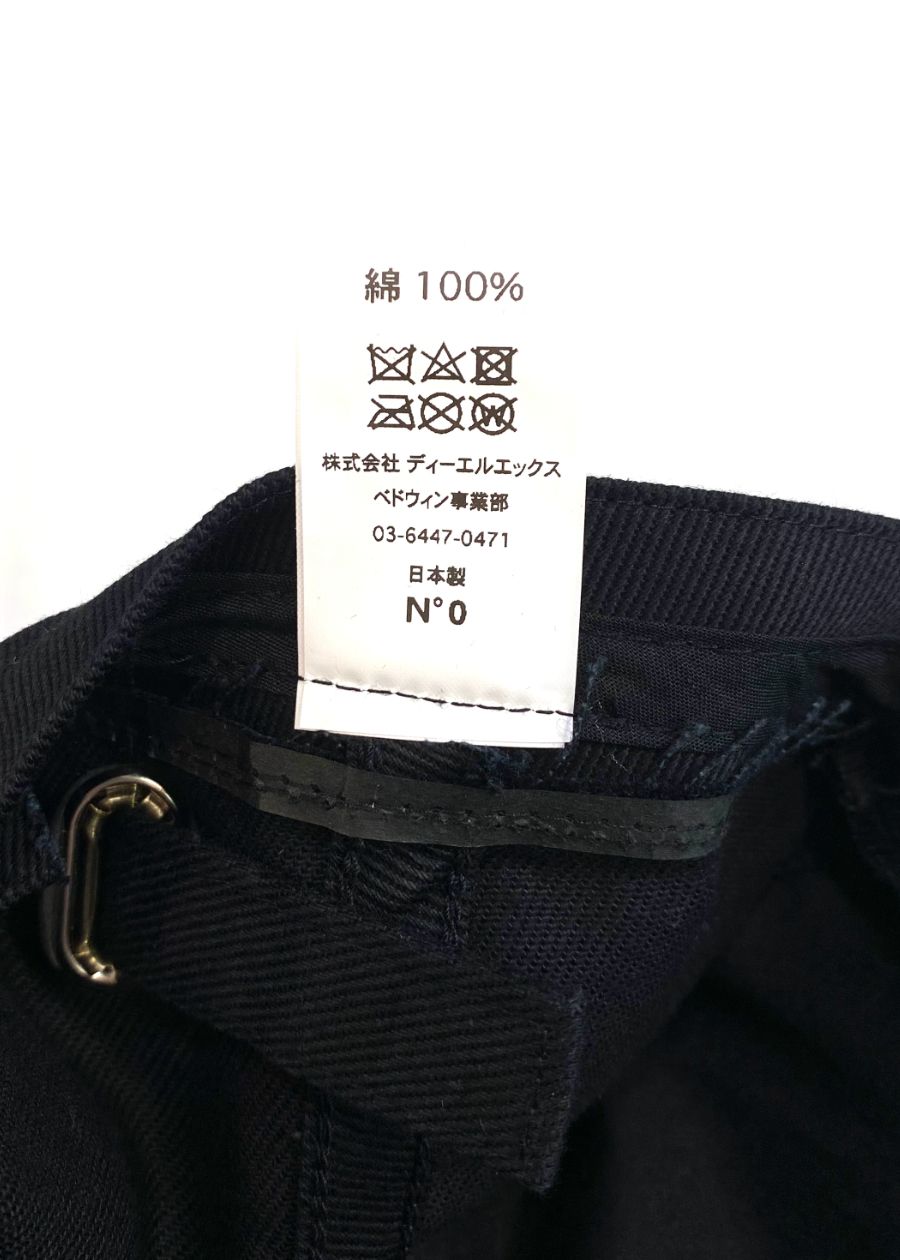 綿 100%
W
株式会社 ディーエルエックス
ベドウィン事業部
03-6447-0471
日本製
N°0